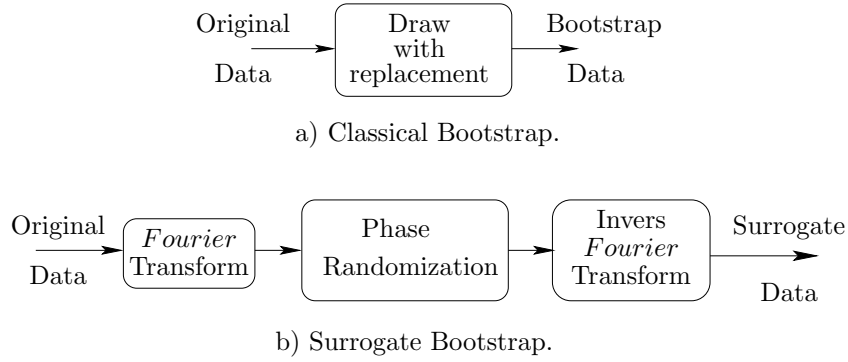 Original
Data
Draw
with
replacement
Bootstrap
Data
a) Classical Bootstrap.
Original
Data
Fourier
Transform
Phase
Randomization
Invers
Fourier
Transform
Surrogate
Data
b) Surrogate Bootstrap.